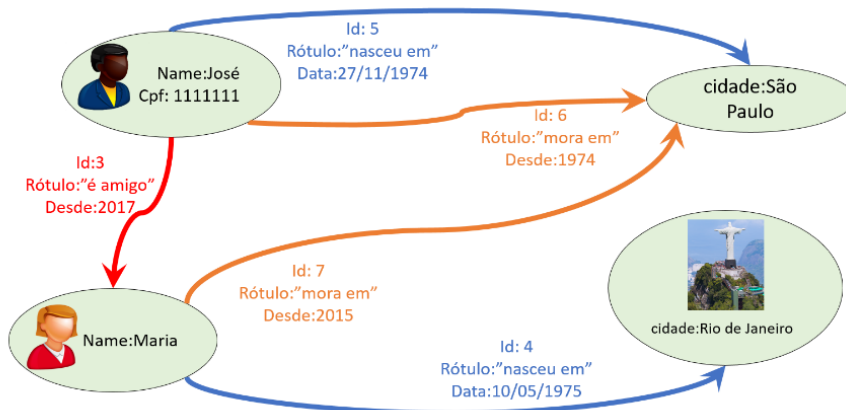 Id: 5
Rótulo:”nasceu em”
Data:27/11/1974
Name:José
Cpf: 1111111
cidade:São
Paulo
Id: 6
Rótulo:”mora em”
Desde:1974
Id:3
Rótulo:”é amigo”
Desde:2017
Id: 7
Rótulo:”mora em”
Desde:2015
Name:Maria
cidade:Rio de Janeiro
Id: 4
Rótulo:”nasceu em”
Data:10/05/1975